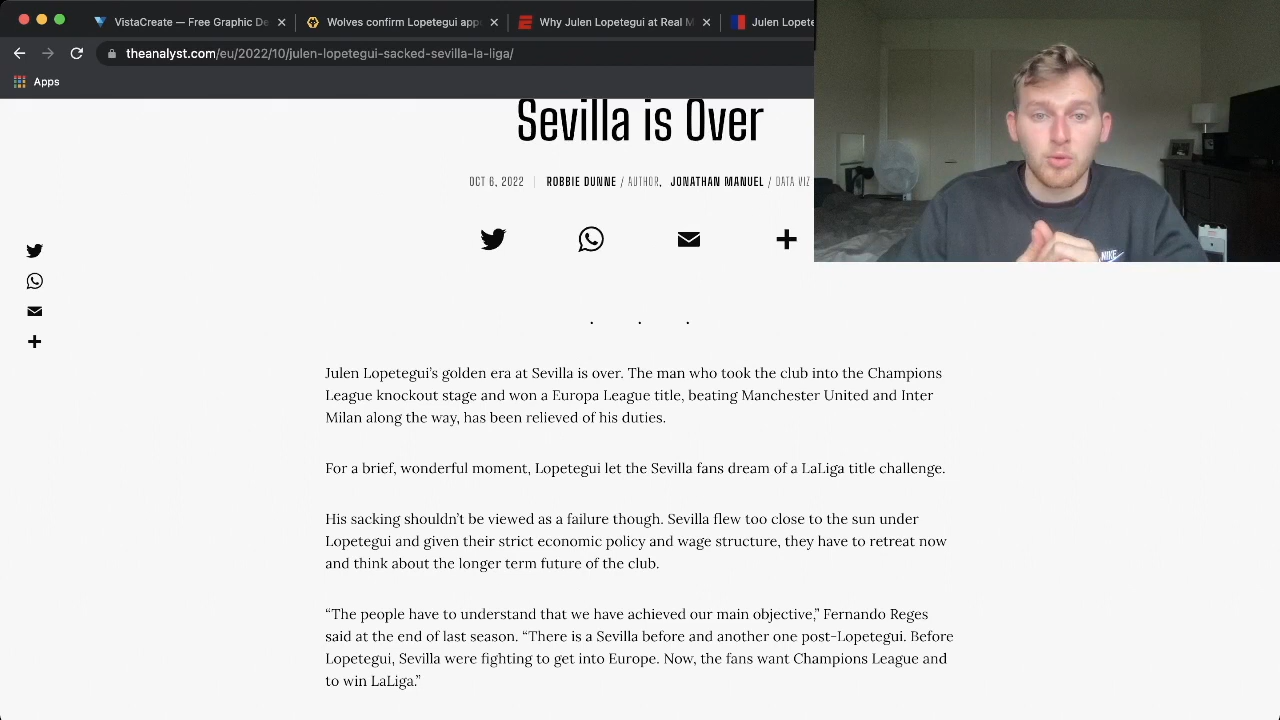 VistaCreate — Free Graphic De
Wolves confirm Lopetegui app
Why Julen Lopetegui at Real M
Julen Lopete
theanalyst.com/eu/2022/10/julen-lopetegui-sacked-sevilla-la-liga/
Apps
Sevilla is Over
OCT 6, 2022 | ROBBIE DUNNE / AUTHOR, JONATHAN MANUEL / DATA VIZ
NIKE
Julen Lopetegui’s golden era at Sevilla is over. The man who took the club into the Champions
League knockout stage and won a Europa League title, beating Manchester United and Inter
Milan along the way, has been relieved of his duties.
For a brief, wonderful moment, Lopetegui let the Sevilla fans dream of a LaLiga title challenge.
His sacking shouldn’t be viewed as a failure though. Sevilla flew too close to the sun under
Lopetegui and given their strict economic policy and wage structure, they have to retreat now
and think about the longer term future of the club.
“The people have to understand that we have achieved our main objective,” Fernando Reges
said at the end of last season. “There is a Sevilla before and another one post-Lopetegui. Before
Lopetegui, Sevilla were fighting to get into Europe. Now, the fans want Champions League and
to win LaLiga.”